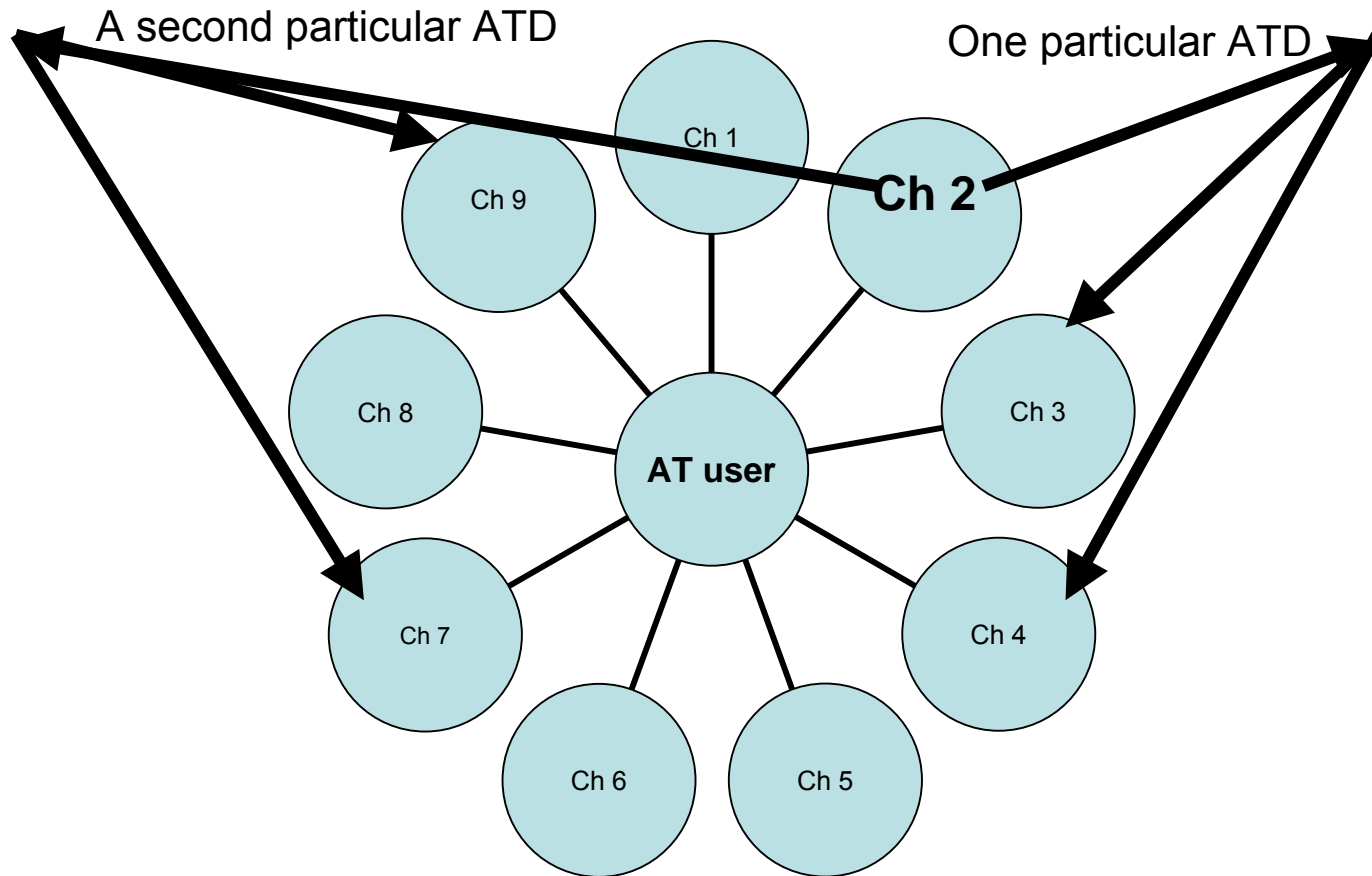 A second particular ATD
One particular ATD
Ch 1
Ch 2
Ch 9
Ch 8
Ch 3
AT user
Ch 7
Ch 4
Ch 6
Ch 5